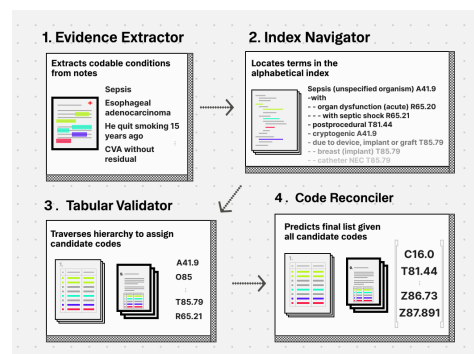 1. Evidence Extractor
Extracts codable conditions
from notes
Sepsis
Esophageal
adenocarcinoma
He quit smoking 15
years ago
CVA without
residual
2. Index Navigator
Locates terms in the
alphabetical index
Sepsis (unspecified organism) A41.9
-with
- - organ dysfunction (acute) R65.20
- - - with septic shock R65.21
- postprocedural T81.44
- cryptogenic A41.9
- due to device, implant or graft T85.79
- - breast (implant) T85.79
- - catheter NEC T85.79
3. Tabular Validator
Traverses hierarchy to assign
candidate codes
A41.9
O85
T85.79
R65.21
4. Code Reconciler
Predicts final list given
all candidate codes
C16.0
T81.44
Z86.73
Z87.891